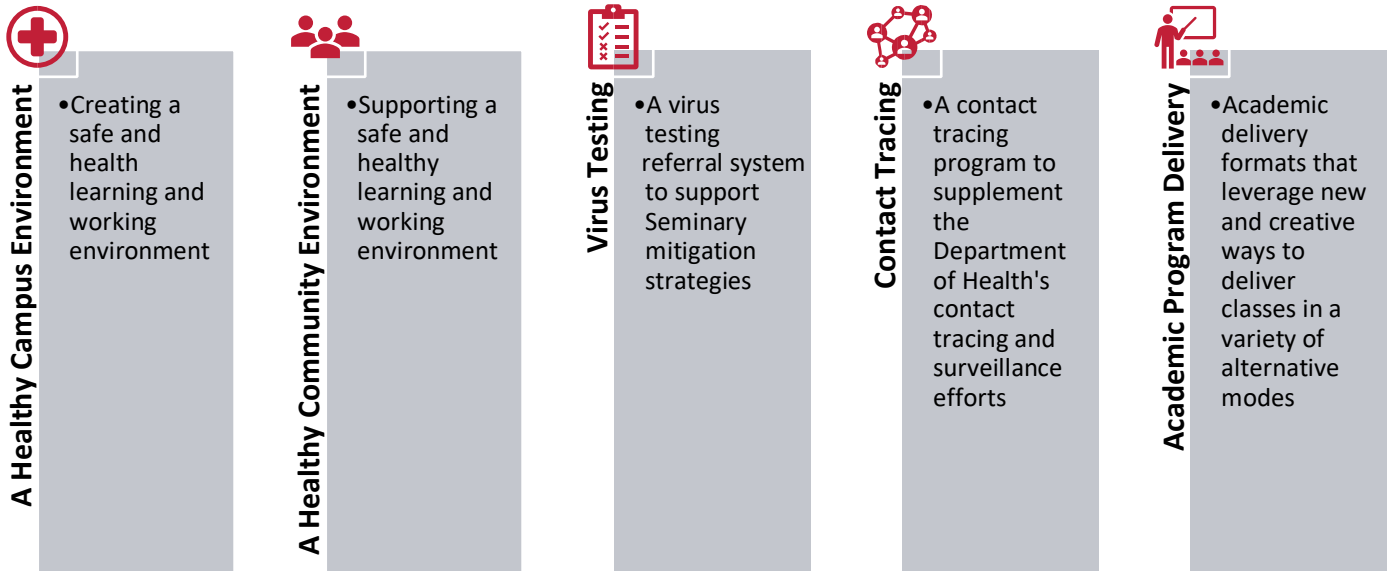 A Healthy Campus Environment
•Creating a
safe and
health
learning and
working
environment
A Healthy Community Environment
•Supporting a
safe and
healthy
learning and
working
environment
Virus Testing
•A virus
testing
referral system
to support
Seminary
mitigation
strategies
Contact Tracing
•A contact
tracing
program to
supplement
the
Department
of Health's
contact
tracing and
surveillance
efforts
Academic Program Delivery
•Academic
delivery
formats that
leverage new
and creative
ways to
deliver
classes in a
variety of
alternative
modes